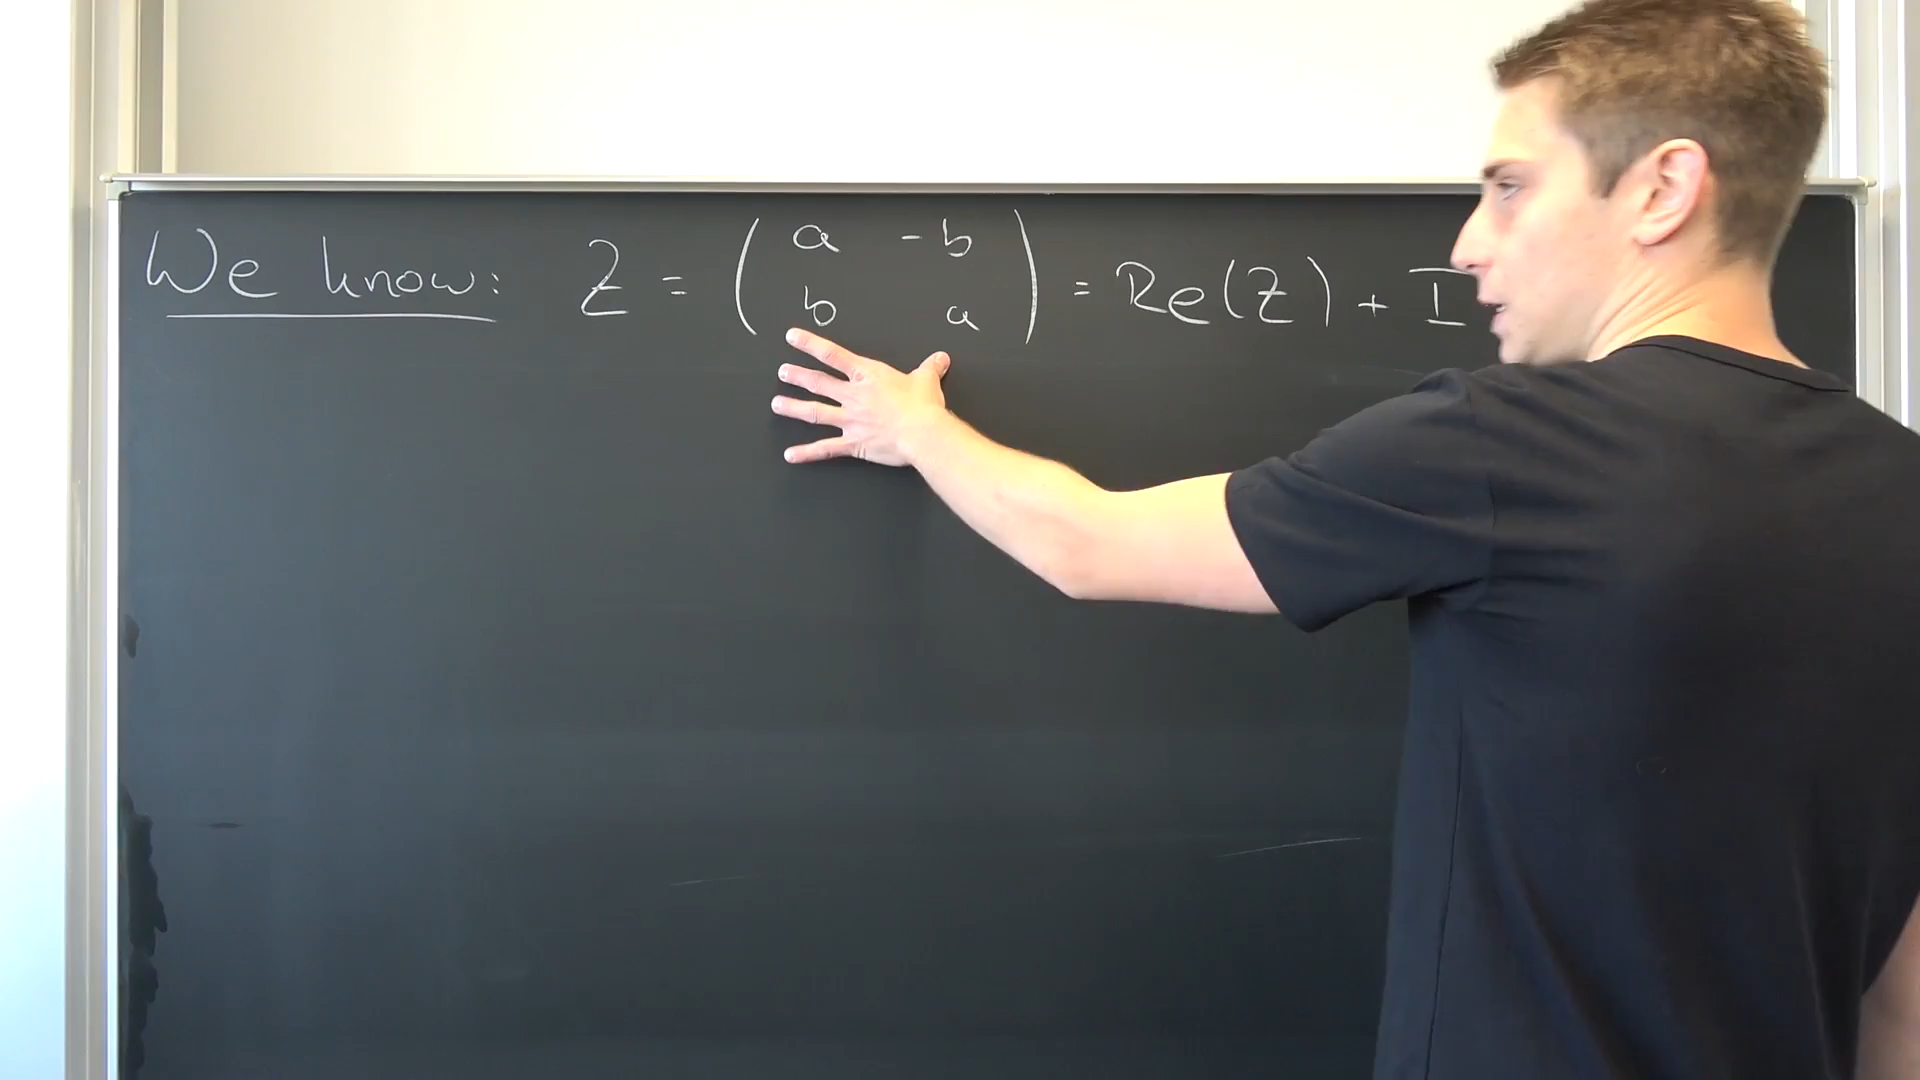 We know: Z = ( a -b ) = Re(Z) + I
( b a )